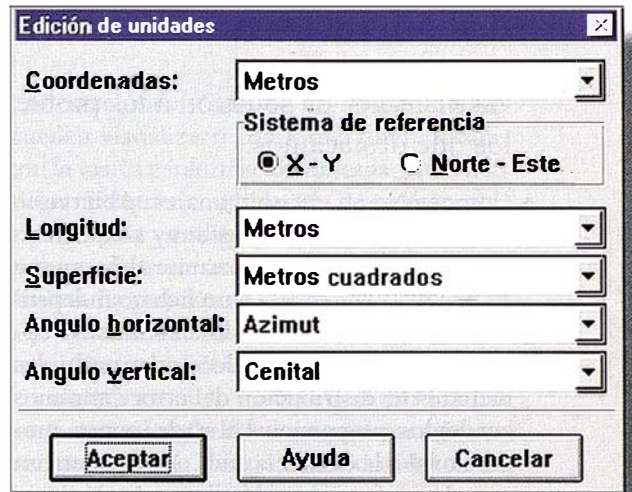 Edición de unidades
Coordenadas: Metros
Sistema de referencia
X - Y Norte - Este
Longitud: Metros
Superficie: Metros cuadrados
Angulo horizontal: Azimut
Angulo vertical: Cenital
Aceptar Ayuda Cancelar